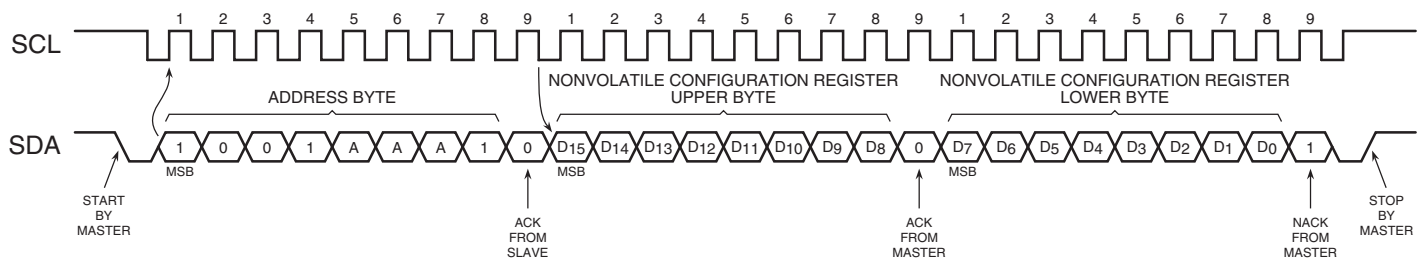 1 2 3 4 5 6 7 8 9 1 2 3 4 5 6 7 8 9 1 2 3 4 5 6 7 8 9
SCL
NONVOLATILE CONFIGURATION REGISTER
UPPER BYTE
NONVOLATILE CONFIGURATION REGISTER
LOWER BYTE
ADDRESS BYTE
SDA
1 0 0 1 A A A 1 0 D15 D14 D13 D12 D11 D10 D9 D8 0 D7 D6 D5 D4 D3 D2 D1 D0 1
MSB
MSB
MSB
START
BY
MASTER
ACK
FROM
SLAVE
ACK
FROM
MASTER
NACK
FROM
MASTER
STOP
BY
MASTER